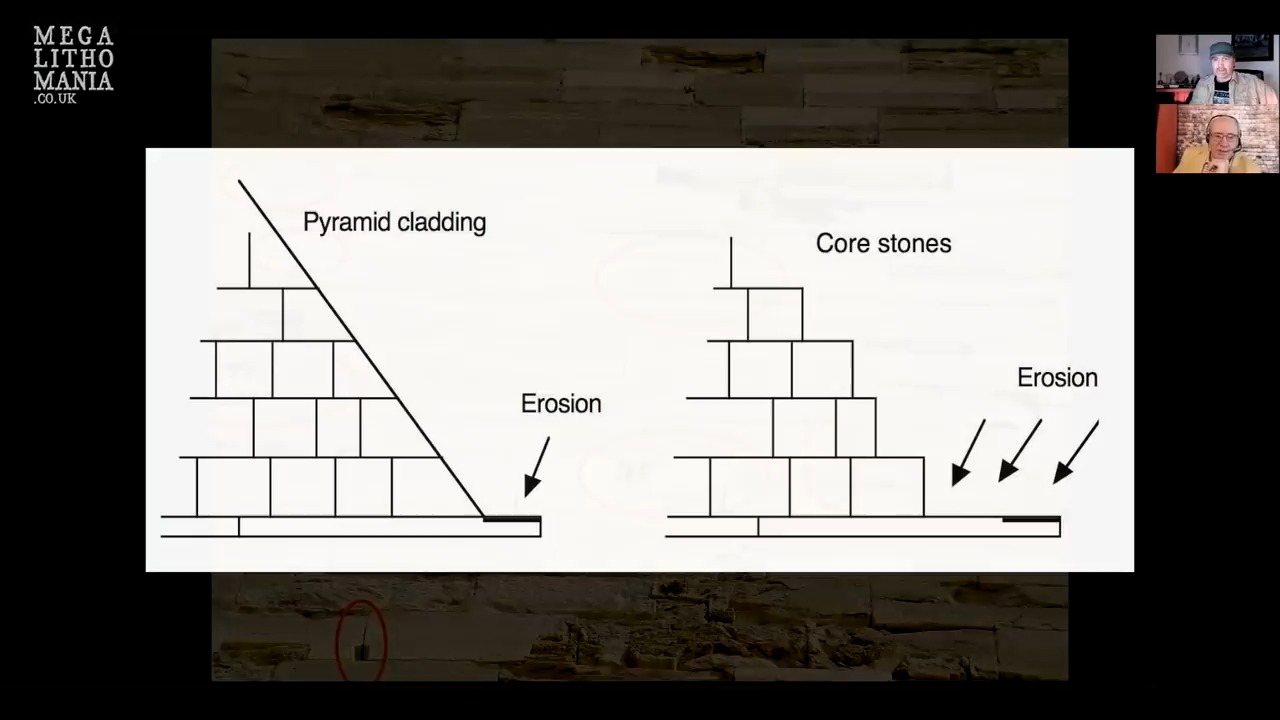 MEGA
LITHO
MANIA
.CO.UK
Pyramid cladding
Erosion
Core stones
Erosion